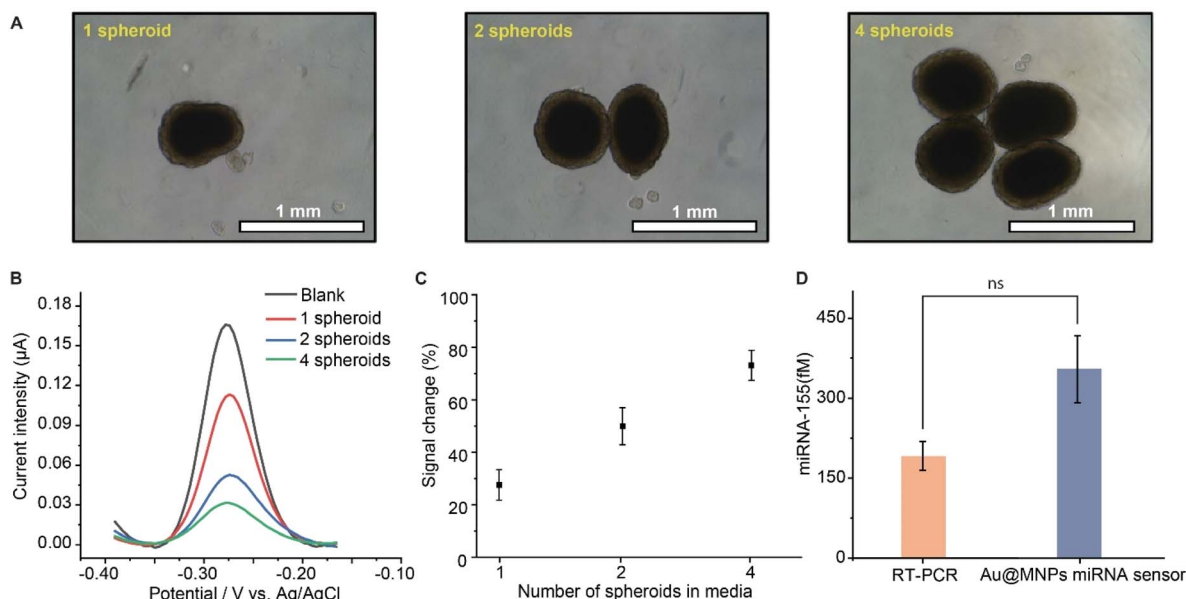 A
1 spheroid
2 spheroids
4 spheroids
1 mm
1 mm
1 mm
B
Current intensity (µA)
0.18
0.15
0.12
0.09
0.06
0.03
0.00
-0.40
-0.30
-0.20
-0.10
Potential / V vs. Ag/AgCl
Blank
1 spheroid
2 spheroids
4 spheroids
C
Signal change (%)
100
80
60
40
20
0
1
2
4
Number of spheroids in media
D
miRNA-155(fM)
450
300
150
0
ns
RT-PCR
Au@MNPs miRNA sensor